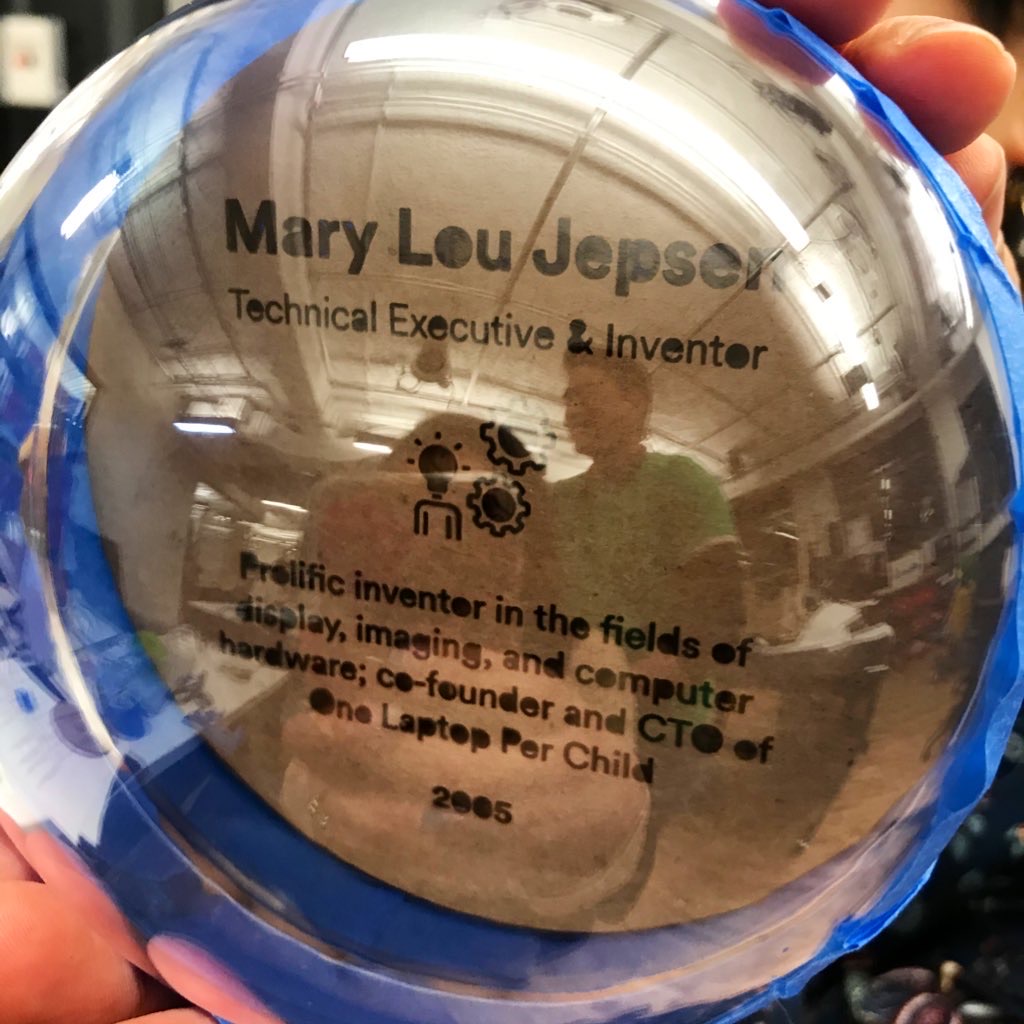 Mary Lou Jepsen
Technical Executive & Inventor
Prolific inventor in the fields of
display, imaging, and computer
hardware; co-founder and CTO of
One Laptop Per Child
2005